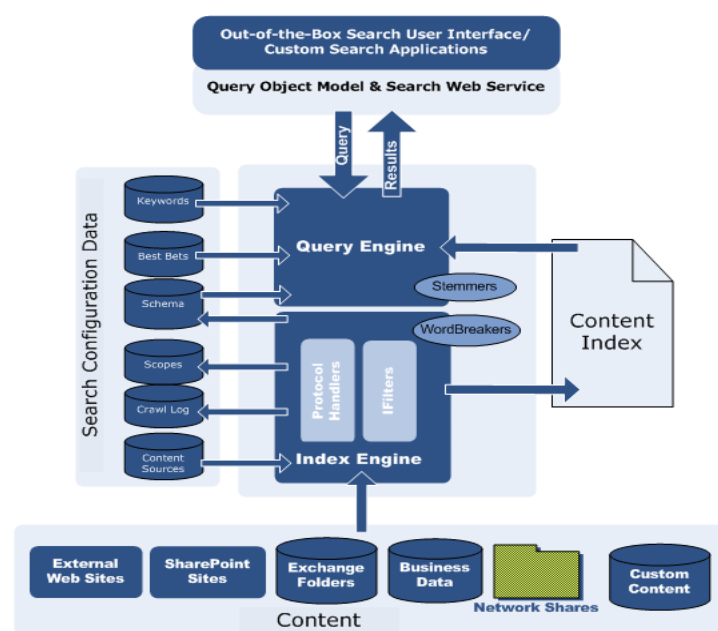 Out-of-the-Box Search User Interface/
Custom Search Applications
Query Object Model & Search Web Service
Query
Results
Search Configuration Data
Keywords
Best Bets
Schema
Scopes
Crawl Log
Content
Sources
Query Engine
Stemmers
WordBreakers
Protocol
Handlers
IFilters
Index Engine
Content
Index
External
Web Sites
SharePoint
Sites
Exchange
Folders
Business
Data
Network Shares
Custom
Content
Content